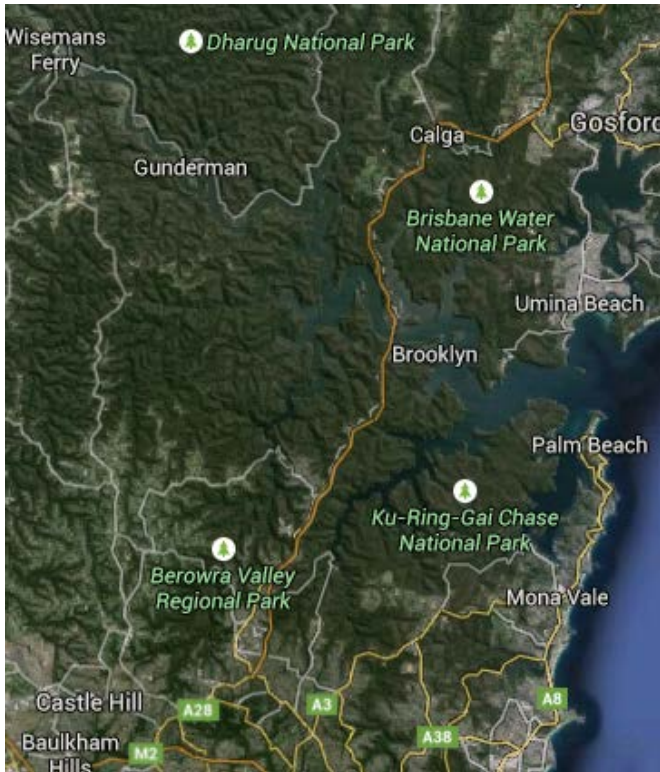 Wisemans
Ferry
Dharug National Park
Calga
Gosford
Gunderman
Brisbane Water
National Park
Umina Beach
Brooklyn
Palm Beach
Ku-Ring-Gai Chase
National Park
Berowra Valley
Regional Park
Mona Vale
Castle Hill
A28
A3
A8
A38
M2
Baulkham
Hills